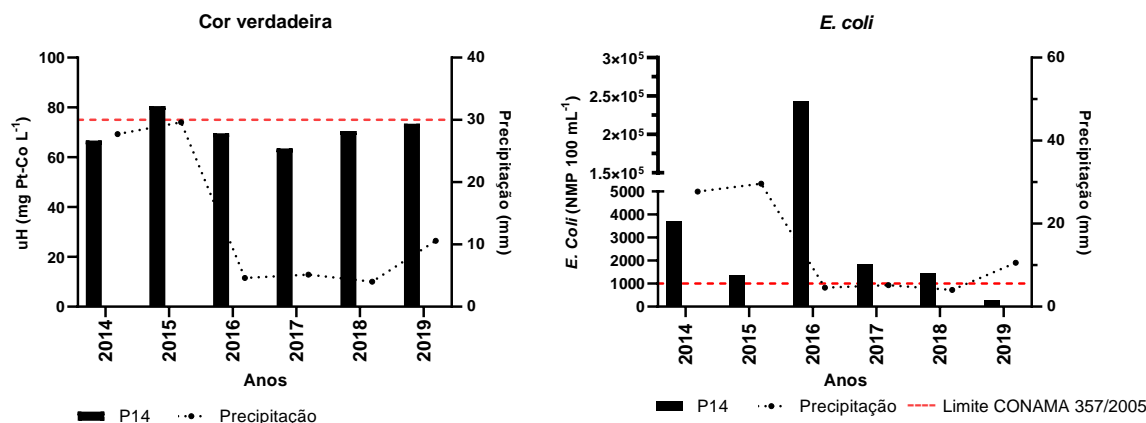 Cor verdadeira
uH (mg Pt-Co L⁻¹)
100
80
60
40
20
0
40
30
20
10
0
Precipitação (mm)
2014
2015
2016
2017
2018
2019
Anos
P14
Precipitação
E. coli
E. Coli (NMP 100 mL⁻¹)
3×10⁵
2.5×10⁵
2×10⁵
1.5×10⁵
5000
4000
3000
2000
1000
0
60
40
20
0
Precipitação (mm)
2014
2015
2016
2017
2018
2019
Anos
P14
Precipitação
Limite CONAMA 357/2005